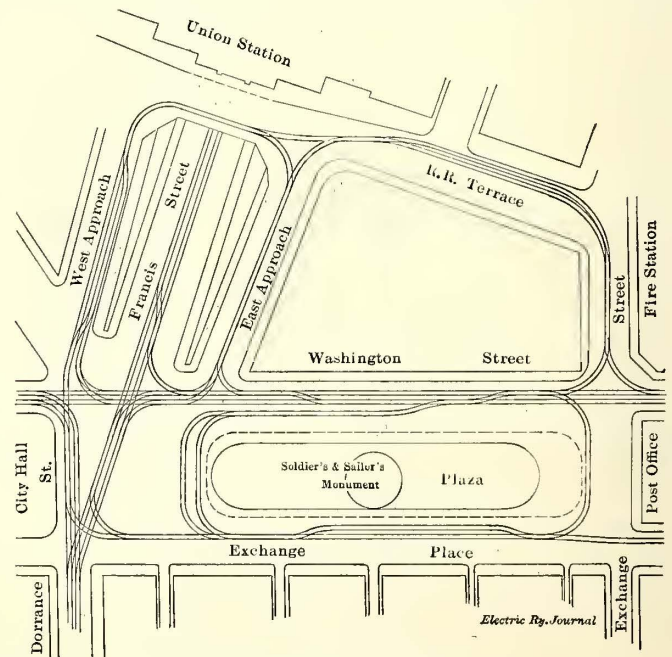 Union Station
R.R. Terrace
West Approach
Francis Street
East Approach
Street
Fire Station
Washington Street
City Hall
St.
Soldier's & Sailor's
Monument
Plaza
Post Office
Exchange Place
Dorrance
Exchange
Electric Ry. Journal